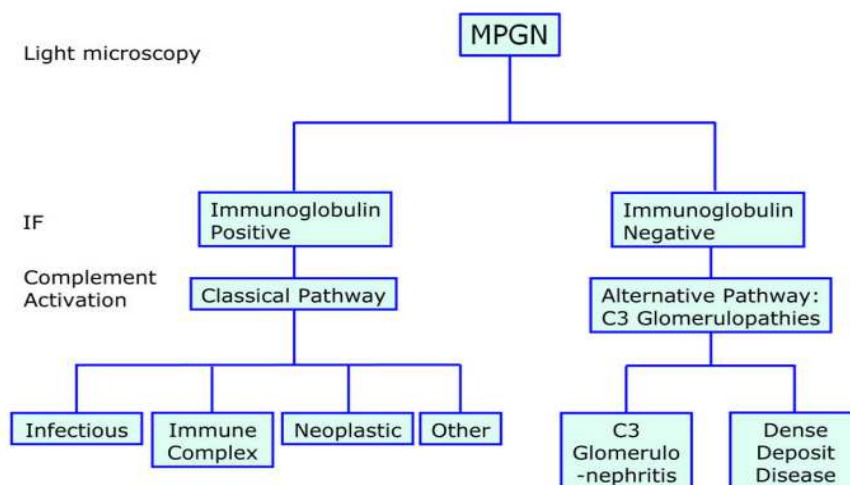 MPGN
Light microscopy
IF
Immunoglobulin
Positive
Immunoglobulin
Negative
Complement
Activation
Classical Pathway
Alternative Pathway:
C3 Glomerulopathies
Infectious
Immune
Complex
Neoplastic
Other
C3
Glomerulo
-nephritis
Dense
Deposit
Disease